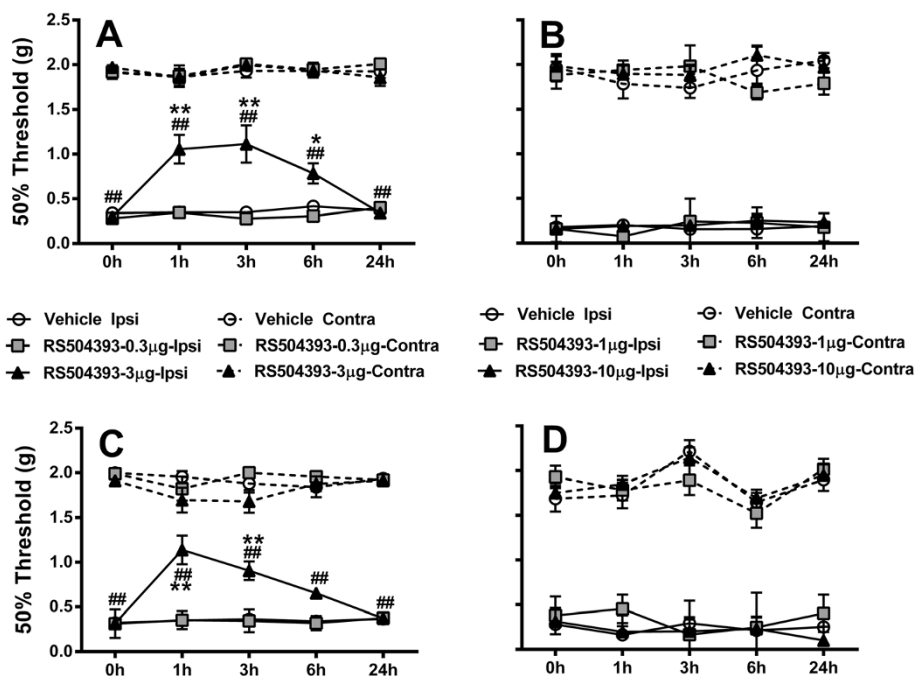 A
B
50% Threshold (g)
2.5
2.0
1.5
1.0
0.5
0.0
##
**
##
**
##
*
##
##
0h 1h 3h 6h 24h
0h 1h 3h 6h 24h
Vehicle Ipsi Vehicle Contra
RS504393-0.3μg-Ipsi RS504393-0.3μg-Contra
RS504393-3μg-Ipsi RS504393-3μg-Contra
Vehicle Ipsi Vehicle Contra
RS504393-1μg-Ipsi RS504393-1μg-Contra
RS504393-10μg-Ipsi RS504393-10μg-Contra
C
D
50% Threshold (g)
2.5
2.0
1.5
1.0
0.5
0.0
##
##
**
**
##
##
##
0h 1h 3h 6h 24h
0h 1h 3h 6h 24h